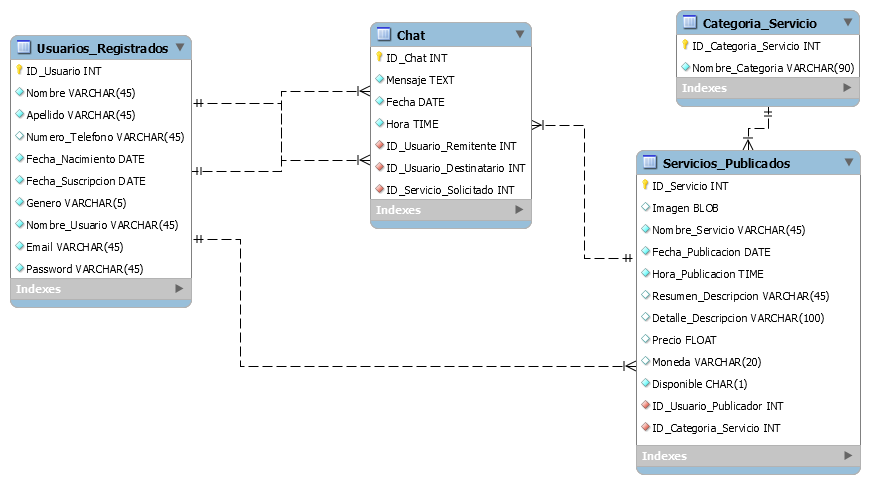 Usuarios_Registrados
ID_Usuario INT
Nombre VARCHAR(45)
Apellido VARCHAR(45)
Numero_Telefono VARCHAR(45)
Fecha_Nacimiento DATE
Fecha_Suscripcion DATE
Genero VARCHAR(5)
Nombre_Usuario VARCHAR(45)
Email VARCHAR(45)
Password VARCHAR(45)
Indexes
Chat
ID_Chat INT
Mensaje TEXT
Fecha DATE
Hora TIME
ID_Usuario_Remitente INT
ID_Usuario_Destinatario INT
ID_Servicio_Solicitado INT
Indexes
Categoria_Servicio
ID_Categoria_Servicio INT
Nombre_Categoria VARCHAR(90)
Indexes
Servicios_Publicados
ID_Servicio INT
Imagen BLOB
Nombre_Servicio VARCHAR(45)
Fecha_Publicacion DATE
Hora_Publicacion TIME
Resumen_Descripcion VARCHAR(45)
Detalle_Descripcion VARCHAR(100)
Precio FLOAT
Moneda VARCHAR(20)
Disponible CHAR(1)
ID_Usuario_Publicador INT
ID_Categoria_Servicio INT
Indexes